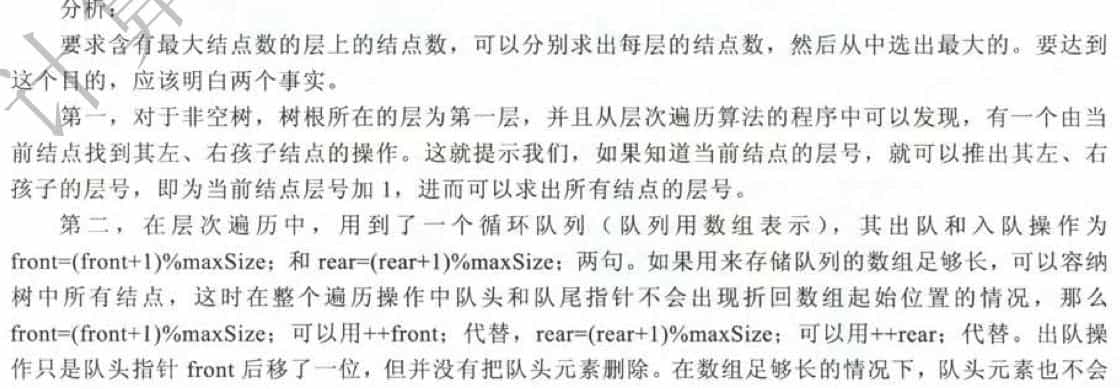 分析：
要求含有最大结点数的层上的结点数，可以分别求出每层的结点数，然后从中选出最大的。要达到
这个目的，应该明白两个事实。
第一，对于非空树，树根所在的层为第一层，并且从层次遍历算法的程序中可以发现，有一个由当
前结点找到其左、右孩子结点的操作。这就提示我们，如果知道当前结点的层号，就可以推出其左、右
孩子的层号，即为当前结点层号加 1，进而可以求出所有结点的层号。
第二，在层次遍历中，用到了一个循环队列（队列用数组表示），其出队和入队操作为
front=(front+1)%maxSize；和 rear=(rear+1)%maxSize；两句。如果用来存储队列的数组足够长，可以容纳
树中所有结点，这时在整个遍历操作中队头和队尾指针不会出现折回数组起始位置的情况，那么
front=(front+1)%maxSize；可以用++front；代替，rear=(rear+1)%maxSize；可以用++rear；代替。出队操
作只是队头指针 front 后移了一位，但并没有把队头元素删除。在数组足够长的情况下，队头元素也不会
计算